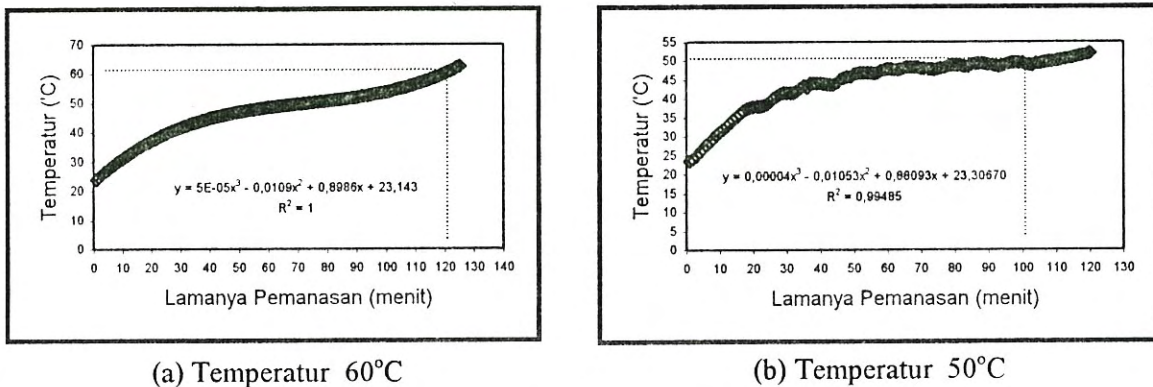 70
60
50
40
30
20
10
0
Temperatur ('C)
y = 5E-05x³ - 0,0109x² + 0,8986x + 23,143
R² = 1
0 10 20 30 40 50 60 70 80 90 100 110 120 130 140
Lamanya Pemanasan (menit)
(a) Temperatur 60°C
55
50
45
40
35
30
25
20
15
10
5
0
Temperatur (°C)
y = 0,00004x³ - 0,01053x² + 0,88093x + 23,30670
R² = 0,99485
0 10 20 30 40 50 60 70 80 90 100 110 120 130
Lamanya Pemanasan (menit)
(b) Temperatur 50°C